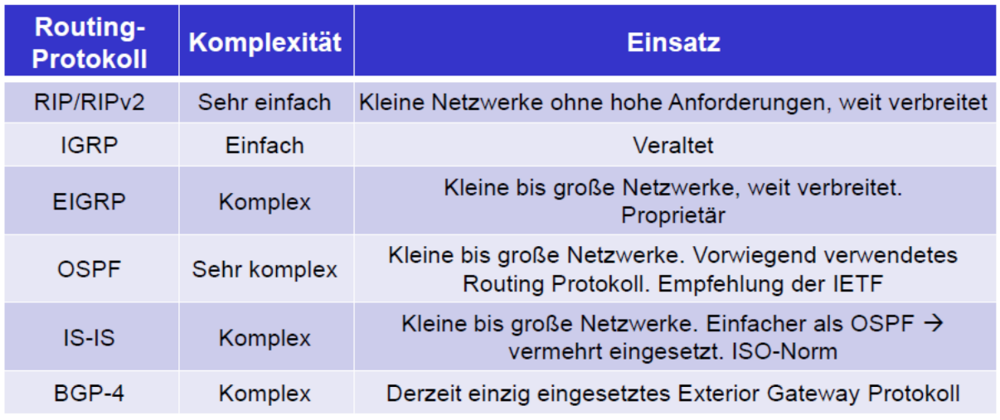 Routing-
Protokoll
Komplexität
Einsatz
RIP/RIPv2
Sehr einfach
Kleine Netzwerke ohne hohe Anforderungen, weit verbreitet
IGRP
Einfach
Veraltet
EIGRP
Komplex
Kleine bis große Netzwerke, weit verbreitet.
Proprietär
OSPF
Sehr komplex
Kleine bis große Netzwerke. Vorwiegend verwendetes
Routing Protokoll. Empfehlung der IETF
IS-IS
Komplex
Kleine bis große Netzwerke. Einfacher als OSPF →
vermehrt eingesetzt. ISO-Norm
BGP-4
Komplex
Derzeit einzig eingesetztes Exterior Gateway Protokoll